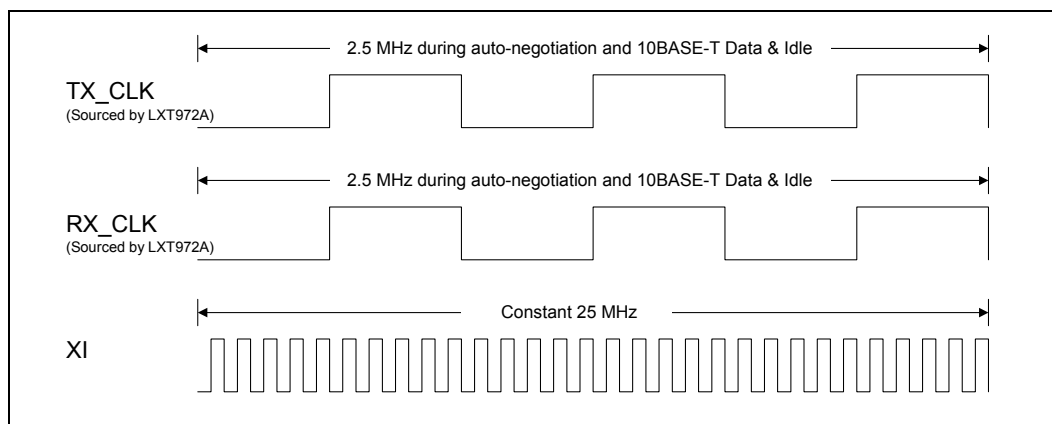 2.5 MHz during auto-negotiation and 10BASE-T Data & Idle
TX_CLK
(Sourced by LXT972A)
2.5 MHz during auto-negotiation and 10BASE-T Data & Idle
RX_CLK
(Sourced by LXT972A)
Constant 25 MHz
XI